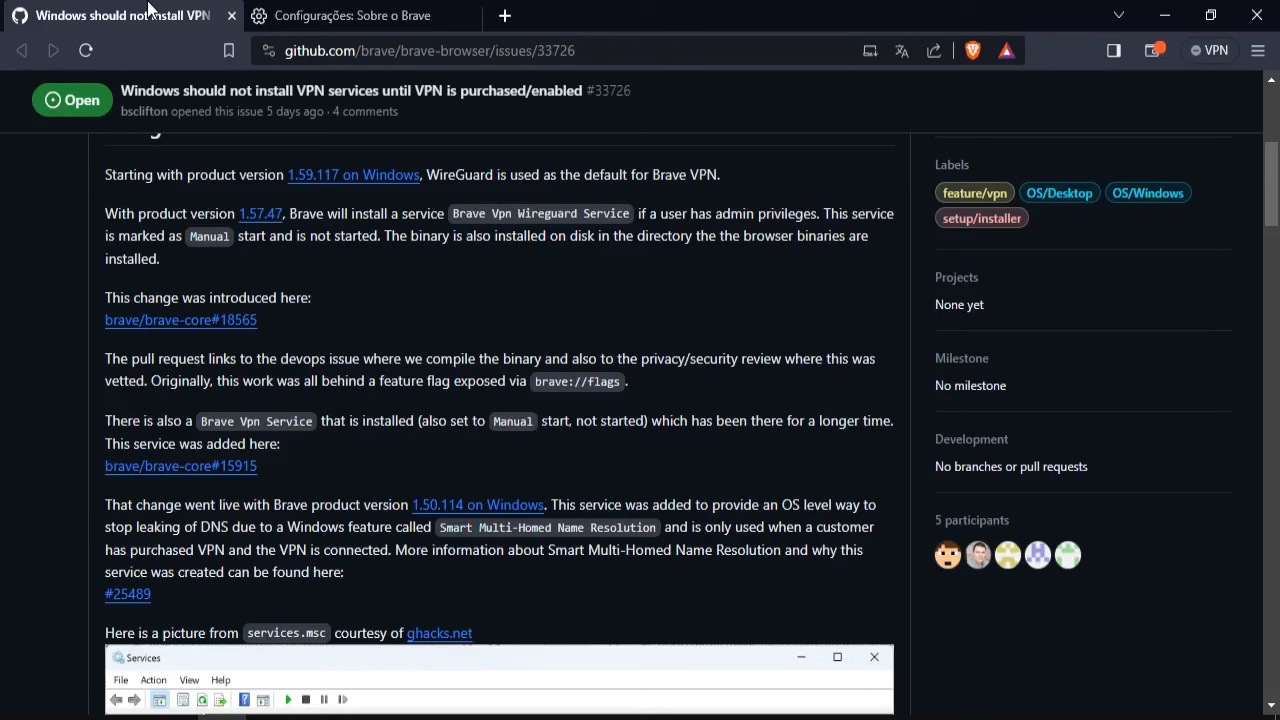 Windows should not install VPN
Configurações: Sobre o Brave
github.com/brave/brave-browser/issues/33726
VPN
Open
Windows should not install VPN services until VPN is purchased/enabled #33726
bsclifton opened this issue 5 days ago · 4 comments
Starting with product version 1.59.117 on Windows, WireGuard is used as the default for Brave VPN.
With product version 1.57.47, Brave will install a service Brave Vpn Wireguard Service if a user has admin privileges. This service
is marked as Manual start and is not started. The binary is also installed on disk in the directory the the browser binaries are
installed.
This change was introduced here:
brave/brave-core#18565
The pull request links to the devops issue where we compile the binary and also to the privacy/security review where this was
vetted. Originally, this work was all behind a feature flag exposed via brave://flags.
There is also a Brave Vpn Service that is installed (also set to Manual start, not started) which has been there for a longer time.
This service was added here:
brave/brave-core#15915
That change went live with Brave product version 1.50.114 on Windows. This service was added to provide an OS level way to
stop leaking of DNS due to a Windows feature called Smart Multi-Homed Name Resolution and is only used when a customer
has purchased VPN and the VPN is connected. More information about Smart Multi-Homed Name Resolution and why this
service was created can be found here:
#25489
Here is a picture from services.msc courtesy of ghacks.net
Services
File Action View Help
Labels
feature/vpn OS/Desktop OS/Windows
setup/installer
Projects
None yet
Milestone
No milestone
Development
No branches or pull requests
5 participants